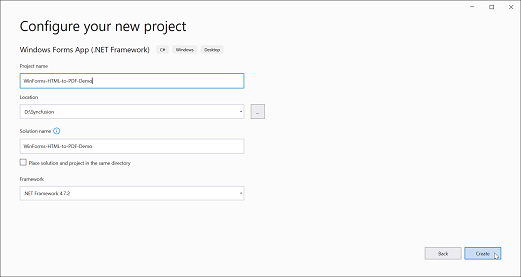 Configure your new project
Windows Forms App (.NET Framework) C# Windows Desktop
Project name
WinForms-HTML-to-PDF-Demo
Location
D:\Syncfusion
...
Solution name
WinForms-HTML-to-PDF-Demo
Place solution and project in the same directory
Framework
.NET Framework 4.7.2
Back Create